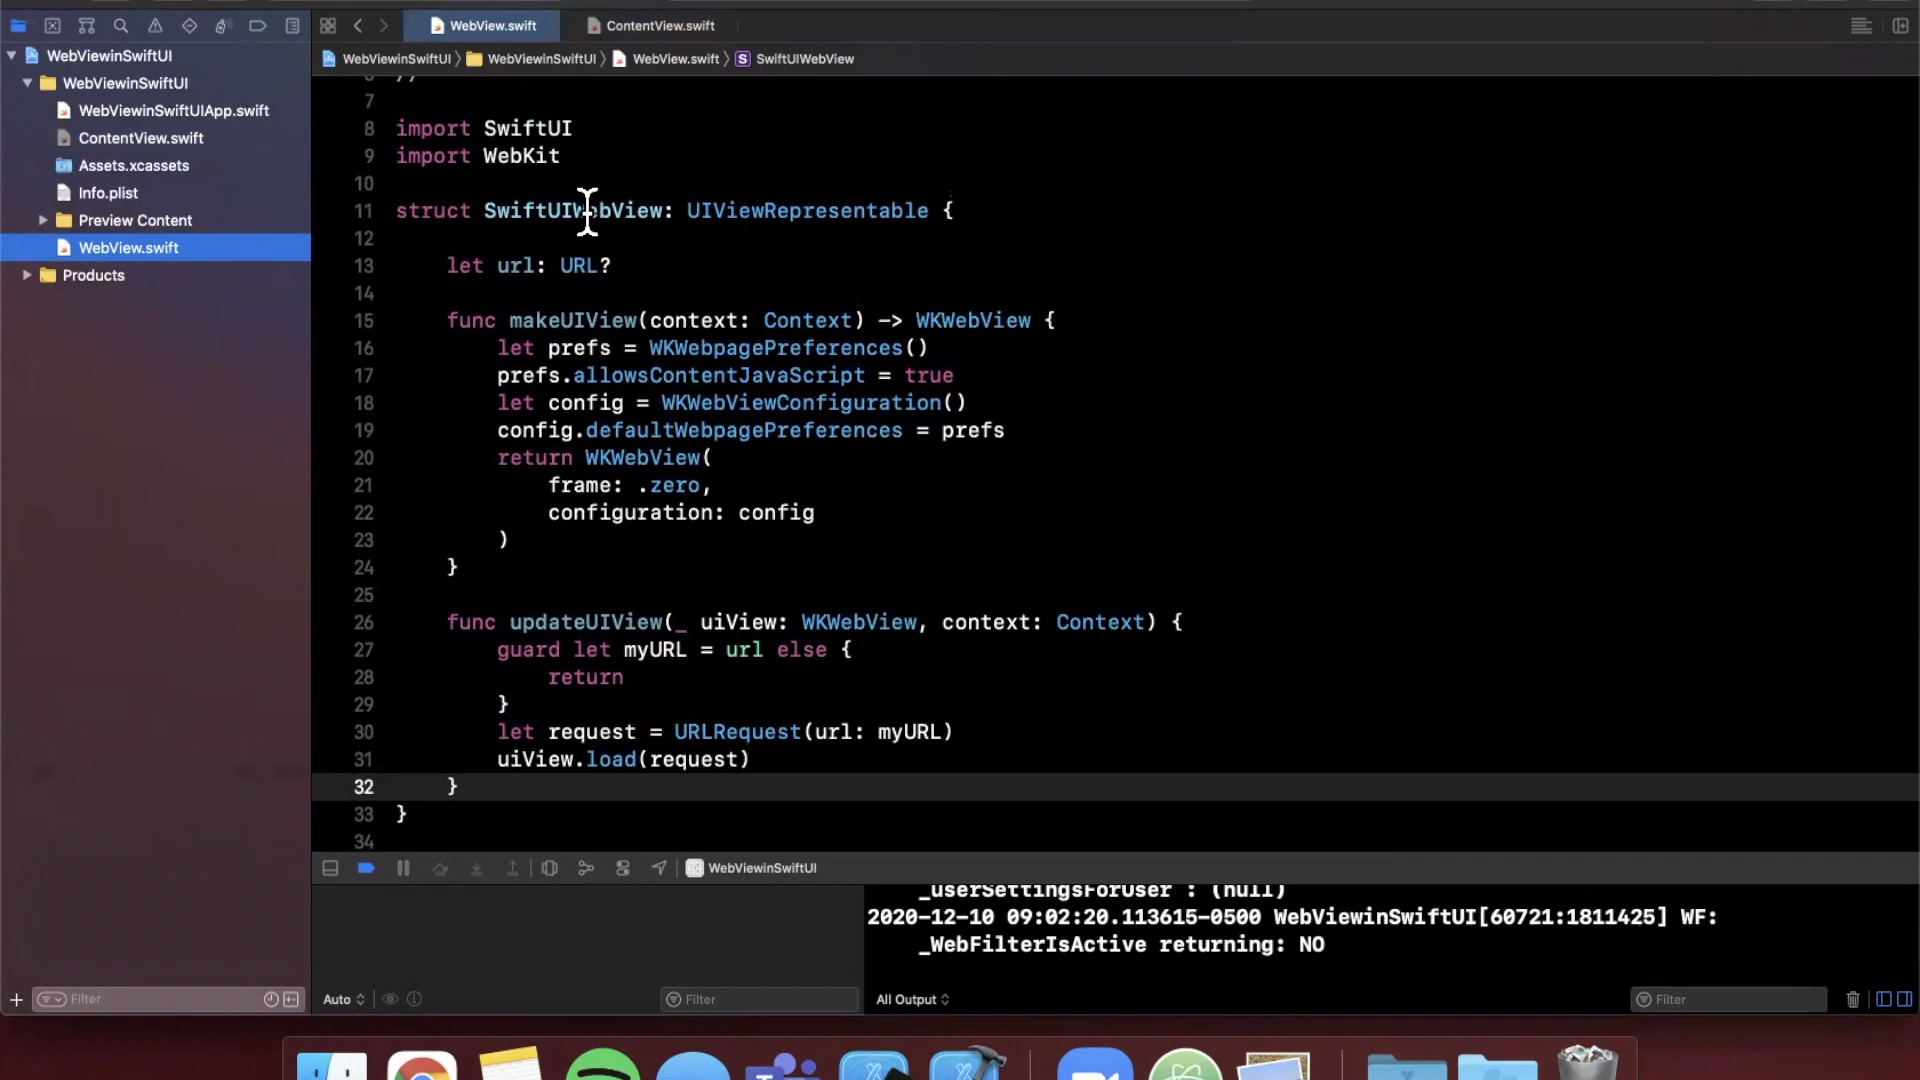 WebView.swift
ContentView.swift
WebViewinSwiftUI
WebViewinSwiftUI
WebViewinSwiftUI
WebView.swift
SwiftUIWebView
WebViewinSwiftUI
WebViewinSwiftUIApp.swift
ContentView.swift
Assets.xcassets
Info.plist
Preview Content
WebView.swift
Products
//
7
8 import SwiftUI
9 import WebKit
10
11 struct SwiftUIWebView: UIViewRepresentable {
12
13 let url: URL?
14
15 func makeUIView(context: Context) -> WKWebView {
16 let prefs = WKWebpagePreferences()
17 prefs.allowsContentJavaScript = true
18 let config = WKWebViewConfiguration()
19 config.defaultWebpagePreferences = prefs
20 return WKWebView(
21 frame: .zero,
22 configuration: config
23 )
24 }
25
26 func updateUIView(_ uiView: WKWebView, context: Context) {
27 guard let myURL = url else {
28 return
29 }
30 let request = URLRequest(url: myURL)
31 uiView.load(request)
32 }
33 }
34
WebViewinSwiftUI
_userSettingsForUser : (null)
2020-12-10 09:02:20.113615-0500 WebViewinSwiftUI[60721:1811425] WF:
_WebFilterIsActive returning: NO
Filter
Auto
Filter
All Output
Filter